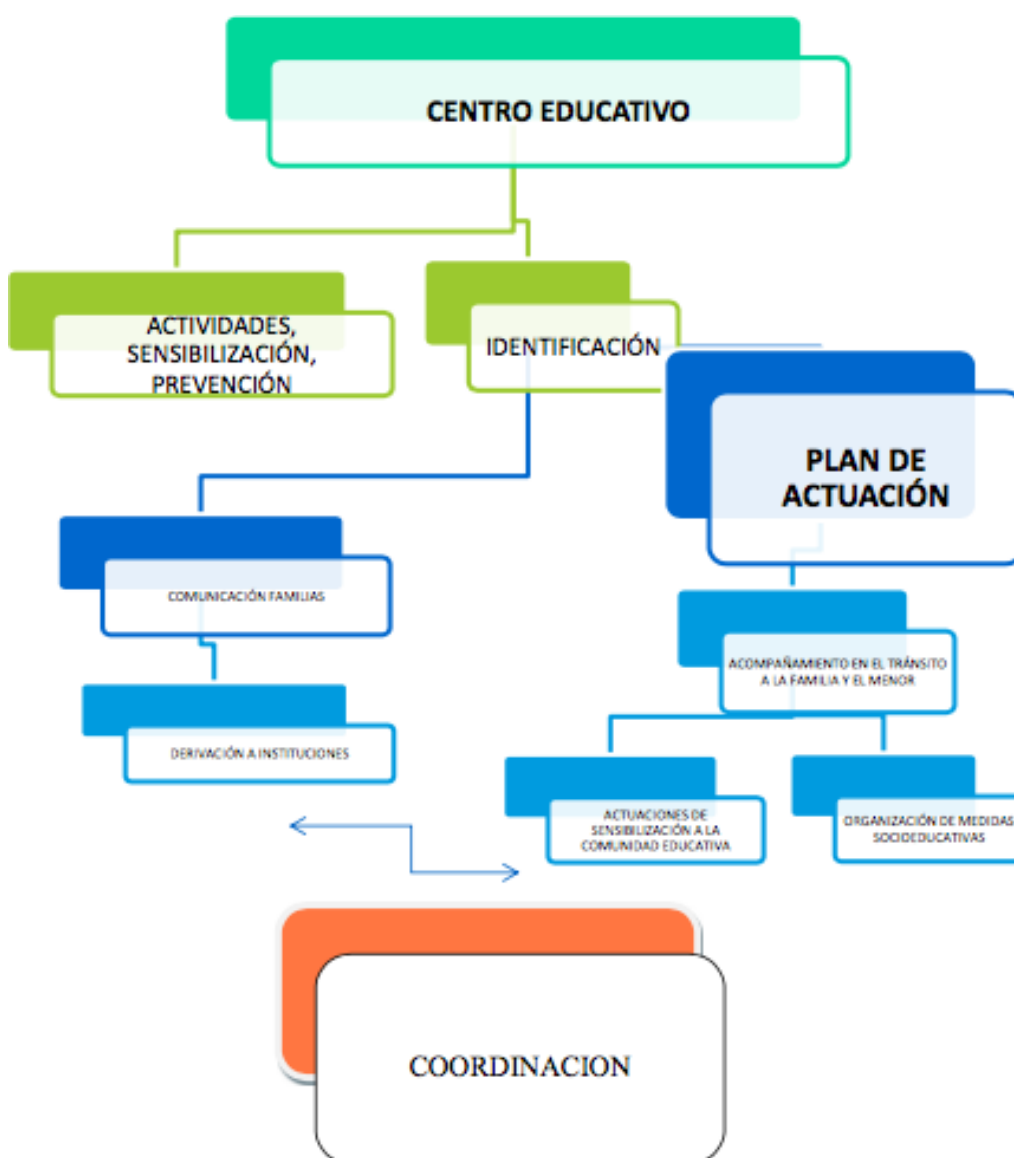 CENTRO EDUCATIVO
ACTIVIDADES,
SENSIBILIZACIÓN,
PREVENCIÓN
IDENTIFICACIÓN
PLAN DE
ACTUACIÓN
COMUNICACIÓN FAMILIAS
ACOMPAÑAMIENTO EN EL TRÁNSITO
A LA FAMILIA Y EL MENOR
DERIVACIÓN A INSTITUCIONES
ACTUACIONES DE
SENSIBILIZACIÓN A LA
COMUNIDAD EDUCATIVA
ORGANIZACIÓN DE MEDIDAS
SOCIOEDUCATIVAS
COORDINACION